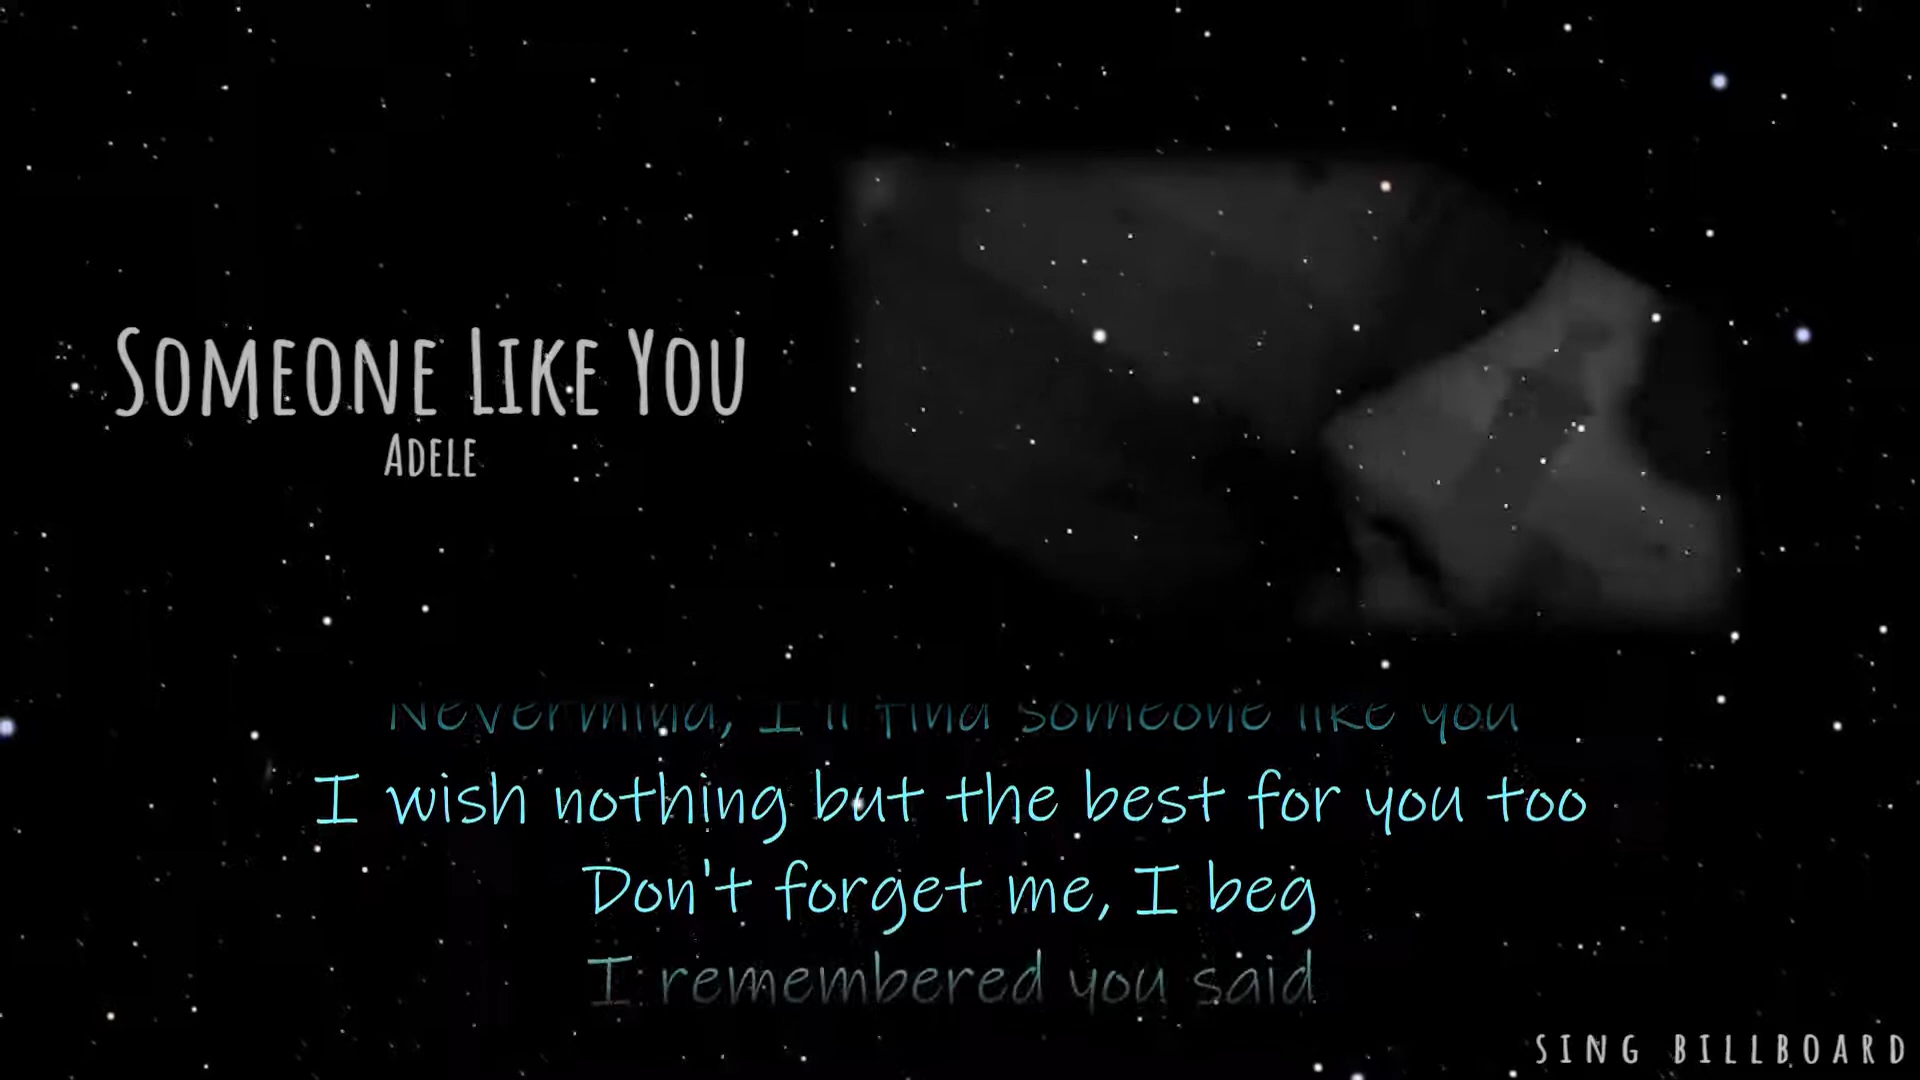 SOMEONE LIKE YOU
ADELE
Nevermind, I'll find someone like you
I wish nothing but the best for you too
Don't forget me, I beg
I remembered you said
SING BILLBOARD